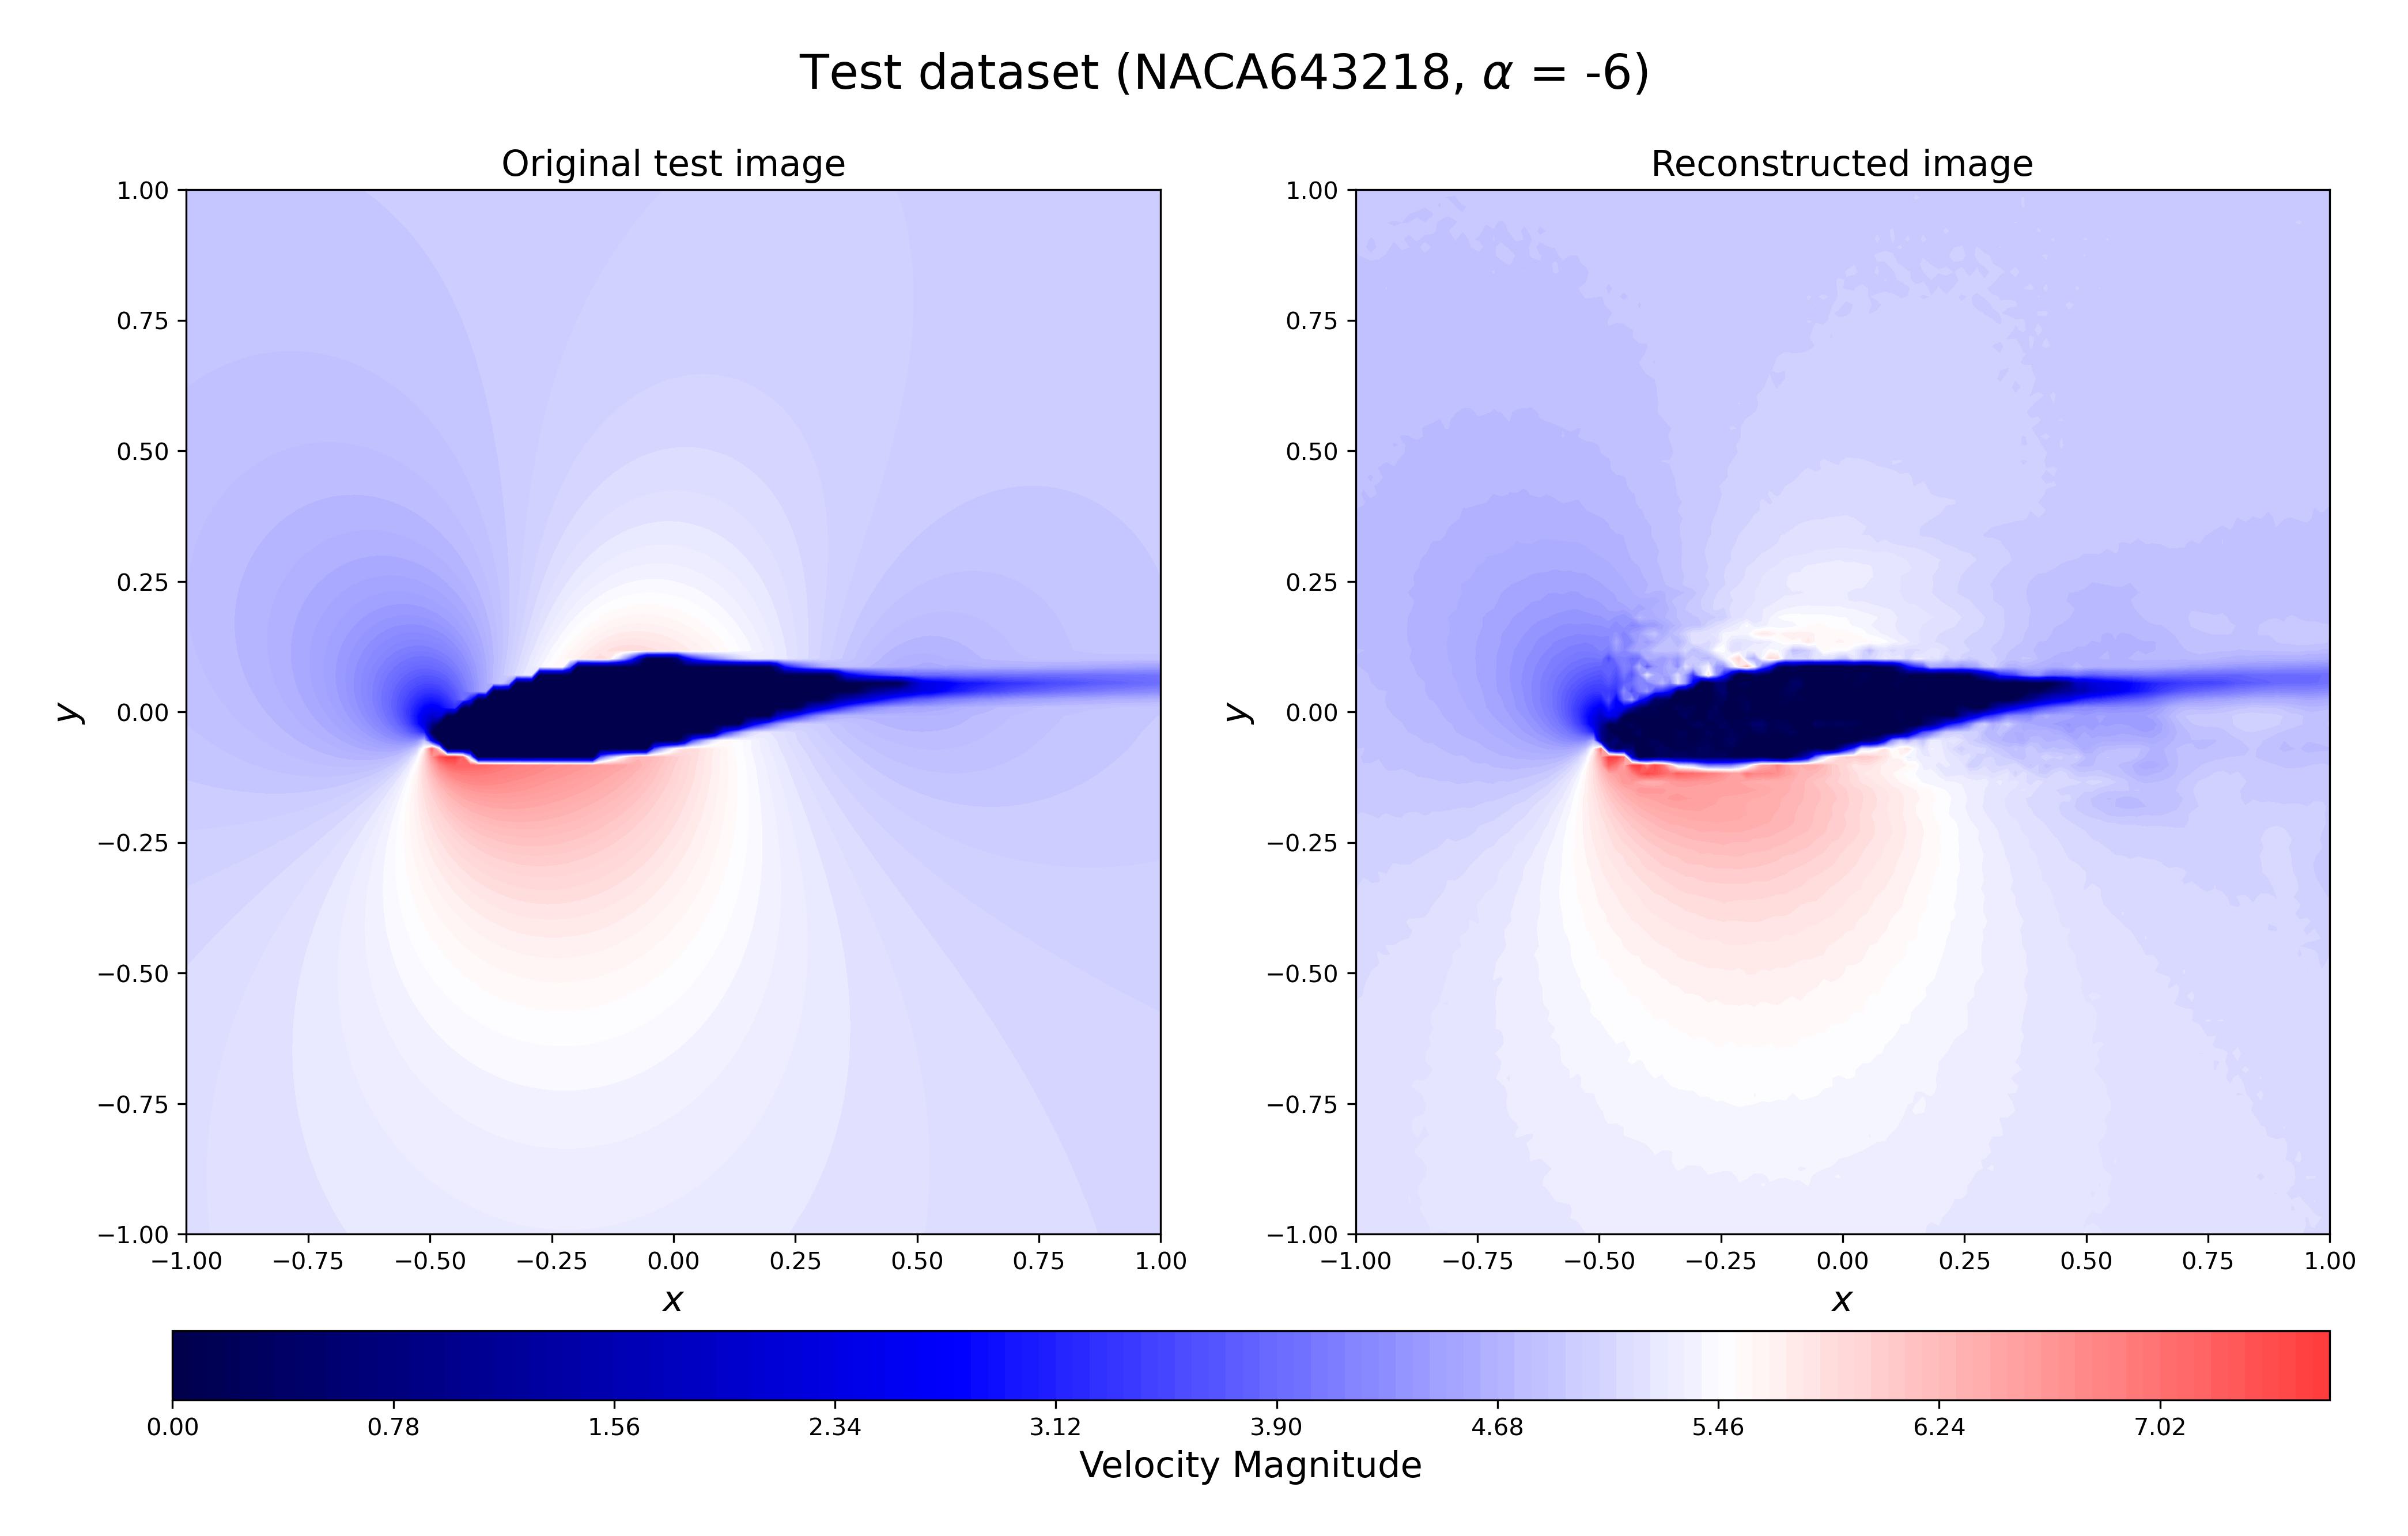 Test dataset (NACA643218, α = -6)
Original test image
Reconstructed image
1.00
0.75
0.50
0.25
0.00
−0.25
−0.50
−0.75
−1.00
y
−1.00 −0.75 −0.50 −0.25 0.00 0.25 0.50 0.75 1.00
x
1.00
0.75
0.50
0.25
0.00
−0.25
−0.50
−0.75
−1.00
y
−1.00 −0.75 −0.50 −0.25 0.00 0.25 0.50 0.75 1.00
x
0.00 0.78 1.56 2.34 3.12 3.90 4.68 5.46 6.24 7.02
Velocity Magnitude